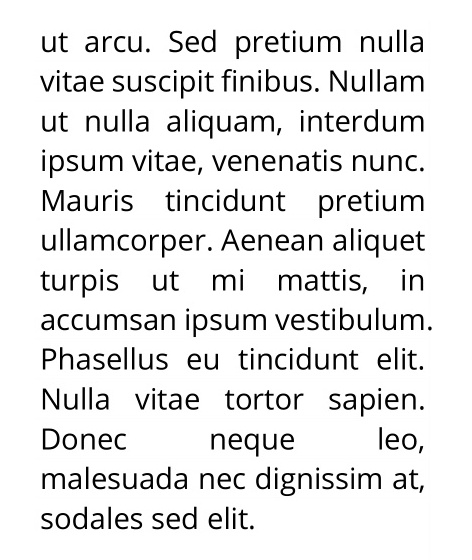 ut arcu. Sed pretium nulla
vitae suscipit finibus. Nullam
ut nulla aliquam, interdum
ipsum vitae, venenatis nunc.
Mauris tincidunt pretium
ullamcorper. Aenean aliquet
turpis ut mi mattis, in
accumsan ipsum vestibulum.
Phasellus eu tincidunt elit.
Nulla vitae tortor sapien.
Donec neque leo,
malesuada nec dignissim at,
sodales sed elit.